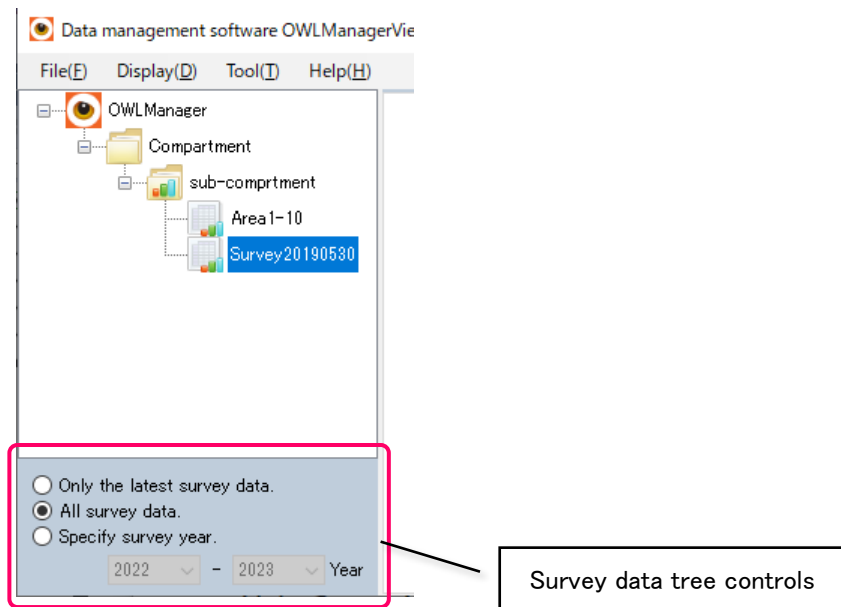 Data management software OWLManagerVie
File(F) Display(D) Tool(T) Help(H)
OWLManager
Compartment
sub-comprtment
Area1-10
Survey20190530
Only the latest survey data.
All survey data.
Specify survey year.
2022 - 2023 Year
Survey data tree controls